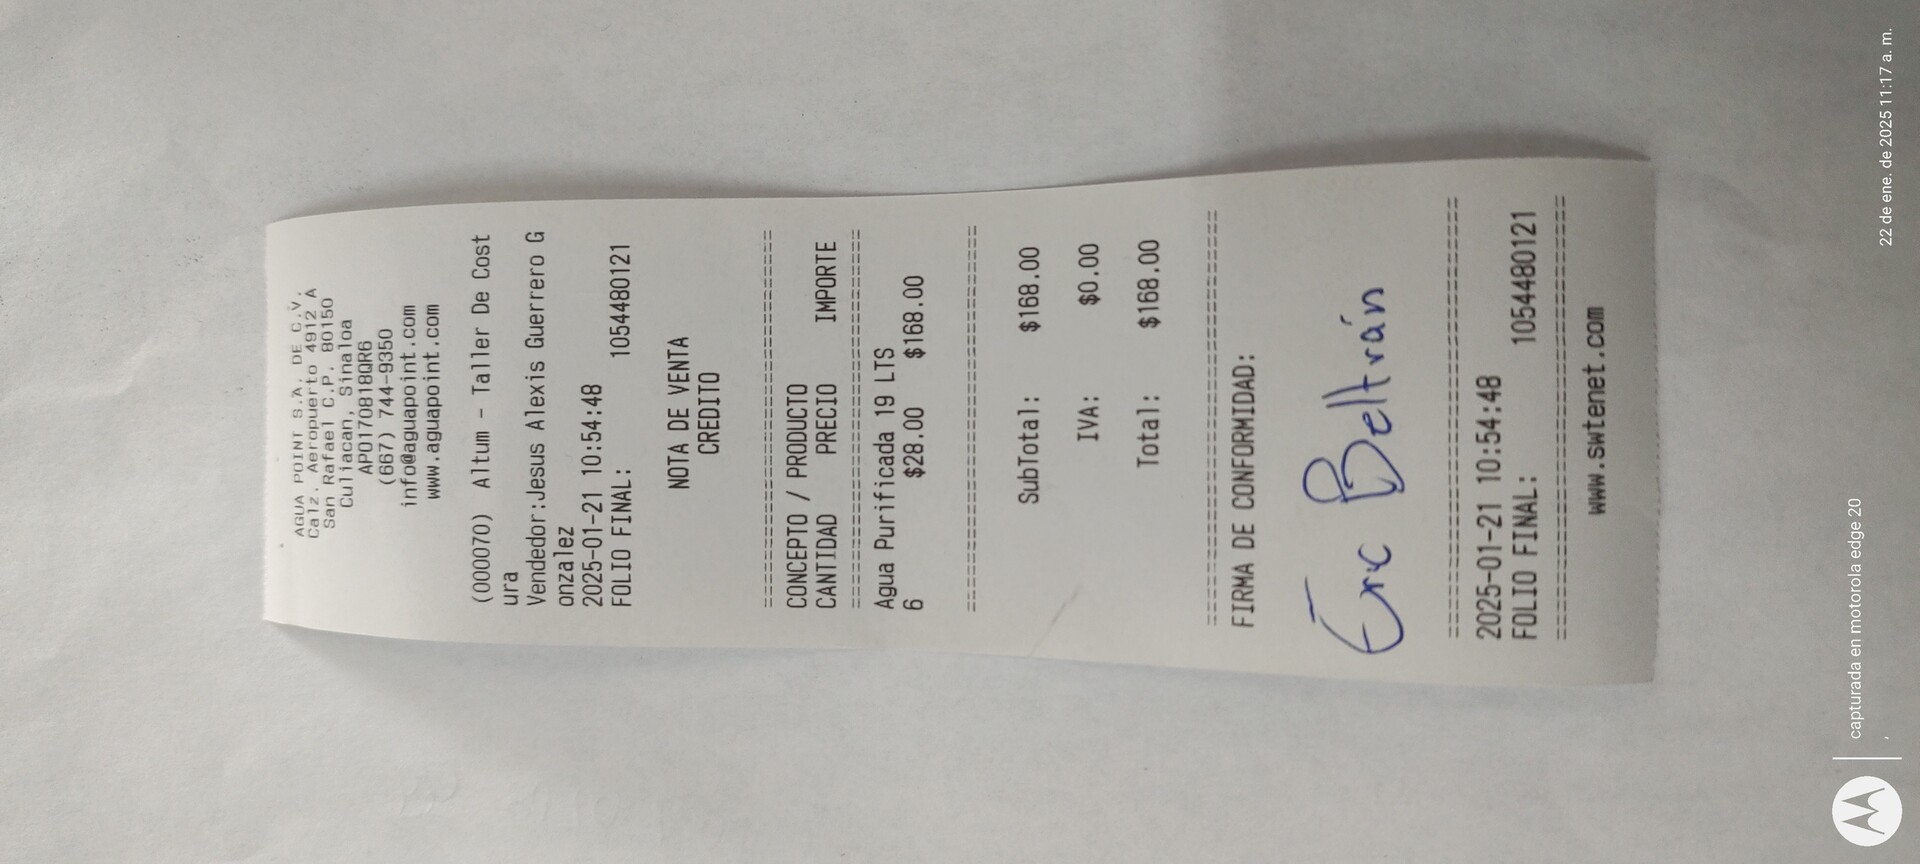 AGUA POINT S.A. DE C.V.
Calz. Aeropuerto 4912 A
San Rafael C.P. 80150
Culiacan, Sinaloa
APO170818QR6
(667) 744-9350
info@aguapoint.com
www.aguapoint.com
(000070) Altum - Taller De Cost
ura
Vendedor:Jesus Alexis Guerrero G
onzalez
2025-01-21 10:54:48
FOLIO FINAL: 1054480121
NOTA DE VENTA
CREDITO
================================
CONCEPTO / PRODUCTO
CANTIDAD PRECIO IMPORTE
================================
Agua Purificada 19 LTS
6 $28.00 $168.00
================================
SubTotal: $168.00
IVA: $0.00
Total: $168.00
================================
FIRMA DE CONFORMIDAD:
Eric Beltrán
================================
2025-01-21 10:54:48
FOLIO FINAL: 1054480121
================================
www.swtenet.com
capturada en motorola edge 20
,
22 de ene. de 2025 11:17 a. m.